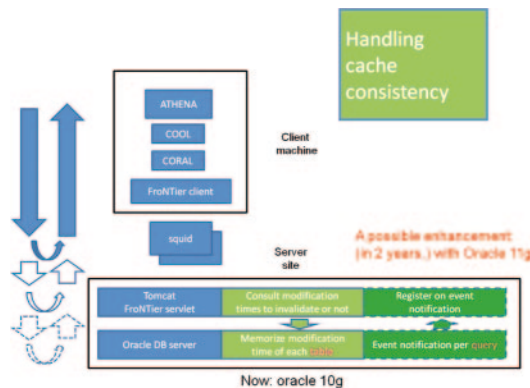 Handling
cache
consistency
ATHENA
COOL
CORAL
FroNTier client
Client
machine
squid
Server
site
A possible enhancement
(in 2 years,) with Oracle 11g
Tomcat
FroNTier servlet
Consult modification
times to invalidate or not
Register on event
notification
Oracle DB server
Memorize modification
time of each table
Event notification per query
Now: oracle 10g